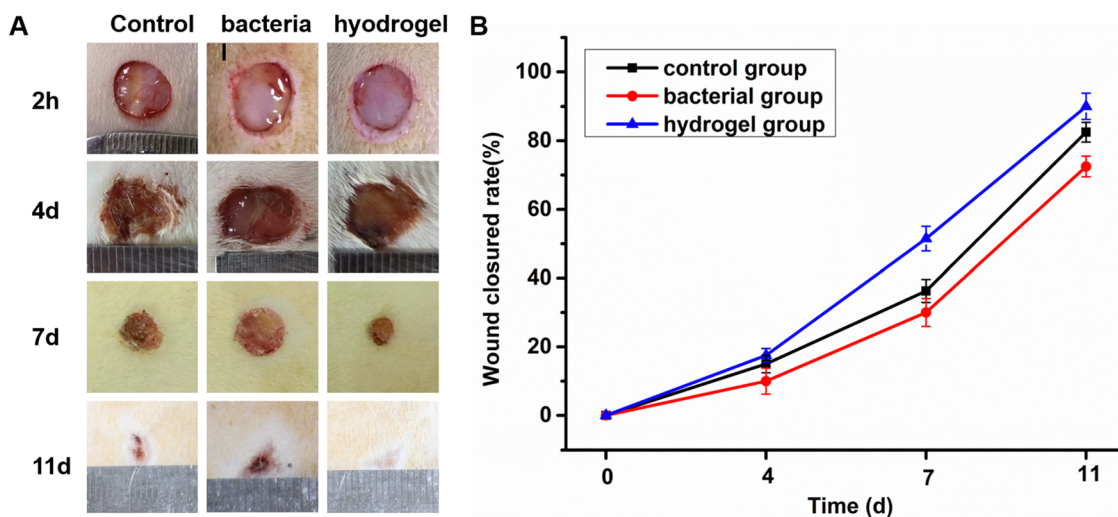 A
Control bacteria hyodrogel
2h
4d
7d
11d
B
control group
bacterial group
hydrogel group
Wound closured rate(%)
100
80
60
40
20
0
0 4 7 11
Time (d)